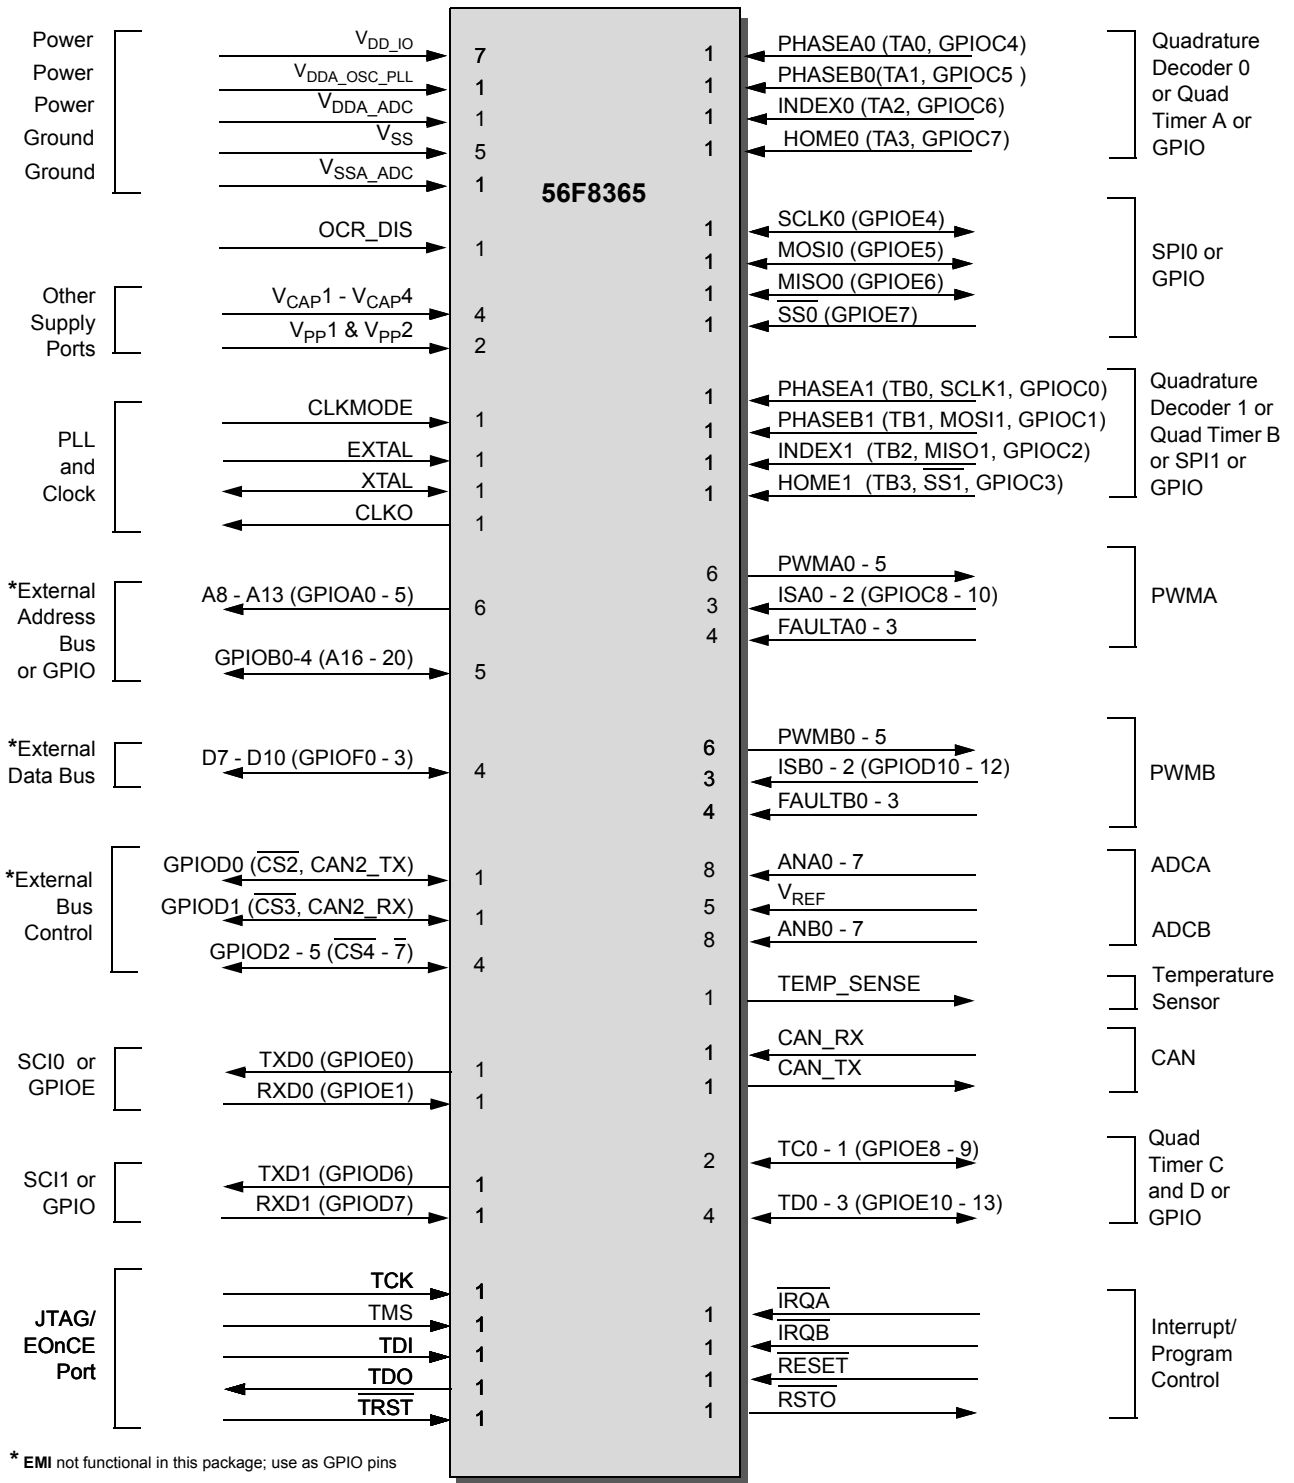 Power
Power
Power
Ground
Ground
VDD_IO
7
VDDA_OSC_PLL
1
VDDA_ADC
1
VSS
5
VSSA_ADC
1
OCR_DIS
1
Other
Supply
Ports
VCAP1 - VCAP4
4
VPP1 & VPP2
2
PLL
and
Clock
CLKMODE
1
EXTAL
1
XTAL
1
CLKO
1
*External
Address
Bus
or GPIO
A8 - A13 (GPIOA0 - 5)
6
GPIOB0-4 (A16 - 20)
5
*External
Data Bus
D7 - D10 (GPIOF0 - 3)
4
*External
Bus
Control
GPIOD0 (CS2, CAN2_TX)
1
GPIOD1 (CS3, CAN2_RX)
1
GPIOD2 - 5 (CS4 - 7)
4
SCI0 or
GPIOE
TXD0 (GPIOE0)
1
RXD0 (GPIOE1)
1
SCI1 or
GPIO
TXD1 (GPIOD6)
1
RXD1 (GPIOD7)
1
JTAG/
EOnCE
Port
TCK
1
TMS
1
TDI
1
TDO
1
TRST
1
56F8365
1 PHASEA0 (TA0, GPIOC4)
1 PHASEB0(TA1, GPIOC5 )
1 INDEX0 (TA2, GPIOC6)
1 HOME0 (TA3, GPIOC7)
Quadrature
Decoder 0
or Quad
Timer A or
GPIO
1 SCLK0 (GPIOE4)
1 MOSI0 (GPIOE5)
1 MISO0 (GPIOE6)
1 SS0 (GPIOE7)
SPI0 or
GPIO
1 PHASEA1 (TB0, SCLK1, GPIOC0)
1 PHASEB1 (TB1, MOSI1, GPIOC1)
1 INDEX1 (TB2, MISO1, GPIOC2)
1 HOME1 (TB3, SS1, GPIOC3)
Quadrature
Decoder 1 or
Quad Timer B
or SPI1 or
GPIO
6 PWMA0 - 5
3 ISA0 - 2 (GPIOC8 - 10)
4 FAULTA0 - 3
PWMA
6 PWMB0 - 5
3 ISB0 - 2 (GPIOD10 - 12)
4 FAULTB0 - 3
PWMB
8 ANA0 - 7
5 VREF
8 ANB0 - 7
ADCA
ADCB
1 TEMP_SENSE
Temperature
Sensor
1 CAN_RX
1 CAN_TX
CAN
2 TC0 - 1 (GPIOE8 - 9)
4 TD0 - 3 (GPIOE10 - 13)
Quad
Timer C
and D or
GPIO
1 IRQA
1 IRQB
1 RESET
1 RSTO
Interrupt/
Program
Control
* EMI not functional in this package; use as GPIO pins